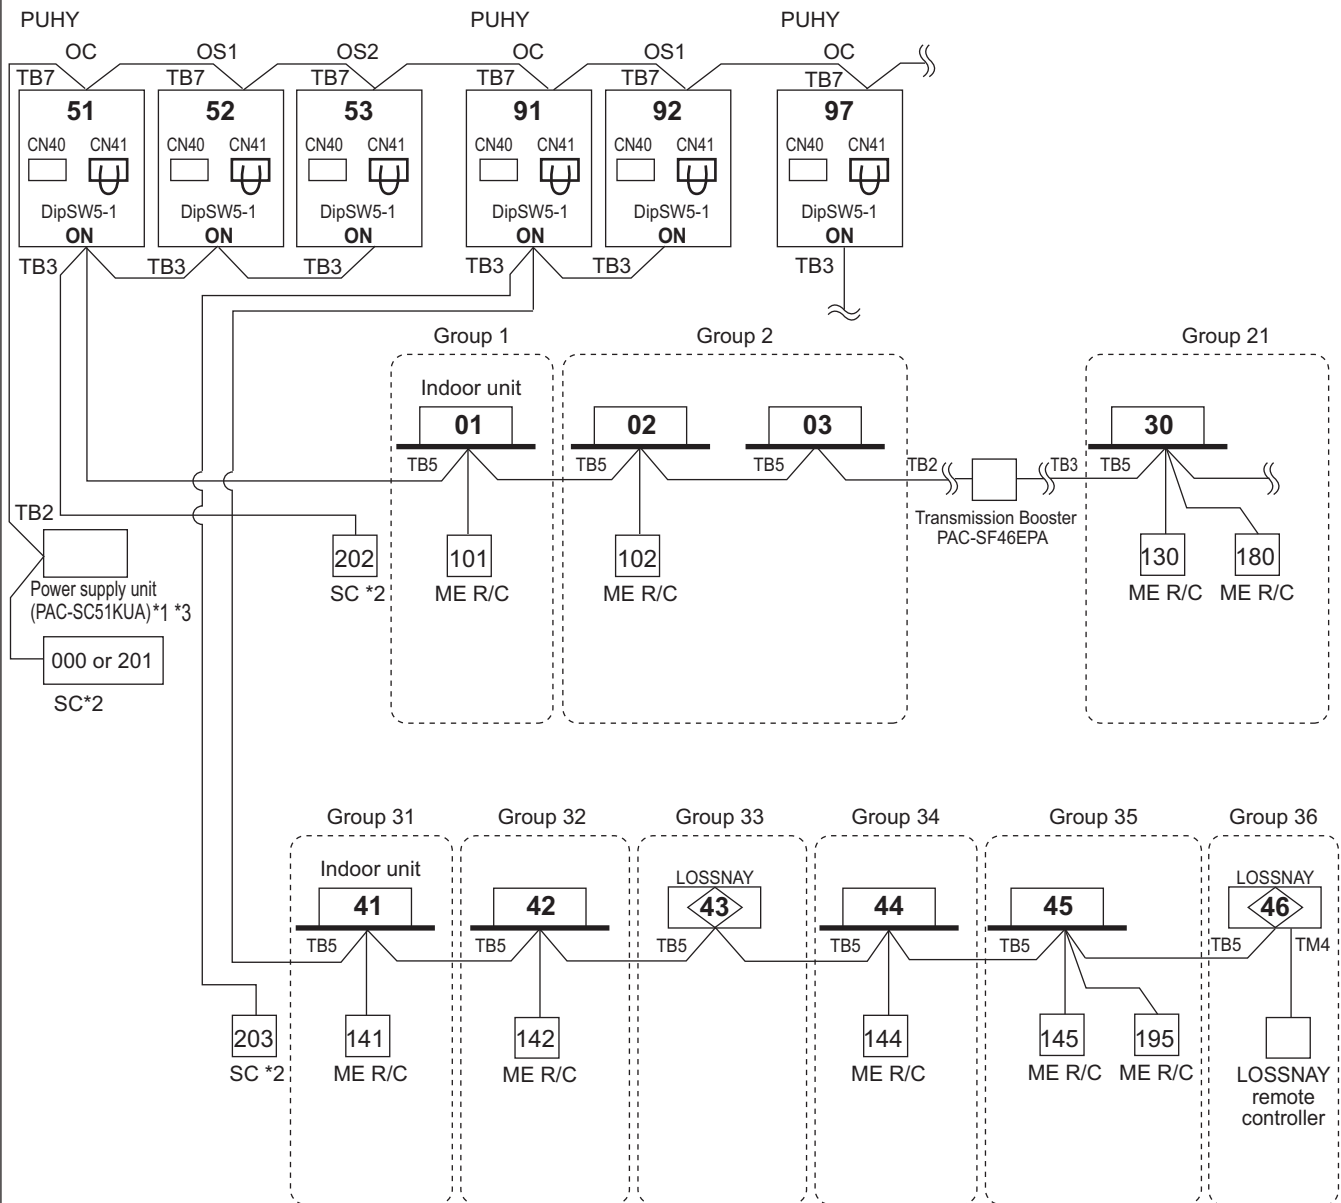 PUHY PUHY PUHY
OC OS1 OS2 OC OS1 OC
TB7 TB7 TB7 TB7 TB7 TB7
51 52 53 91 92 97
CN40 CN41 CN40 CN41 CN40 CN41 CN40 CN41 CN40 CN41 CN40 CN41
DipSW5-1 DipSW5-1 DipSW5-1 DipSW5-1 DipSW5-1 DipSW5-1
ON ON ON ON ON ON
TB3 TB3 TB3 TB3 TB3 TB3
Group 1 Group 2 Group 21
Indoor unit
01 02 03 30
TB5 TB5 TB5 TB2 TB3 TB5
TB2
Transmission Booster
PAC-SF46EPA
202 101 102 130 180
SC *2 ME R/C ME R/C ME R/C ME R/C
Power supply unit
(PAC-SC51KUA)*1 *3
000 or 201
SC*2
Group 31 Group 32 Group 33 Group 34 Group 35 Group 36
Indoor unit LOSSNAY LOSSNAY
41 42 43 44 45 46
TB5 TB5 TB5 TB5 TB5 TB5 TM4
203 141 142 144 145 195
SC *2 ME R/C ME R/C ME R/C ME R/C ME R/C
LOSSNAY
remote
controller